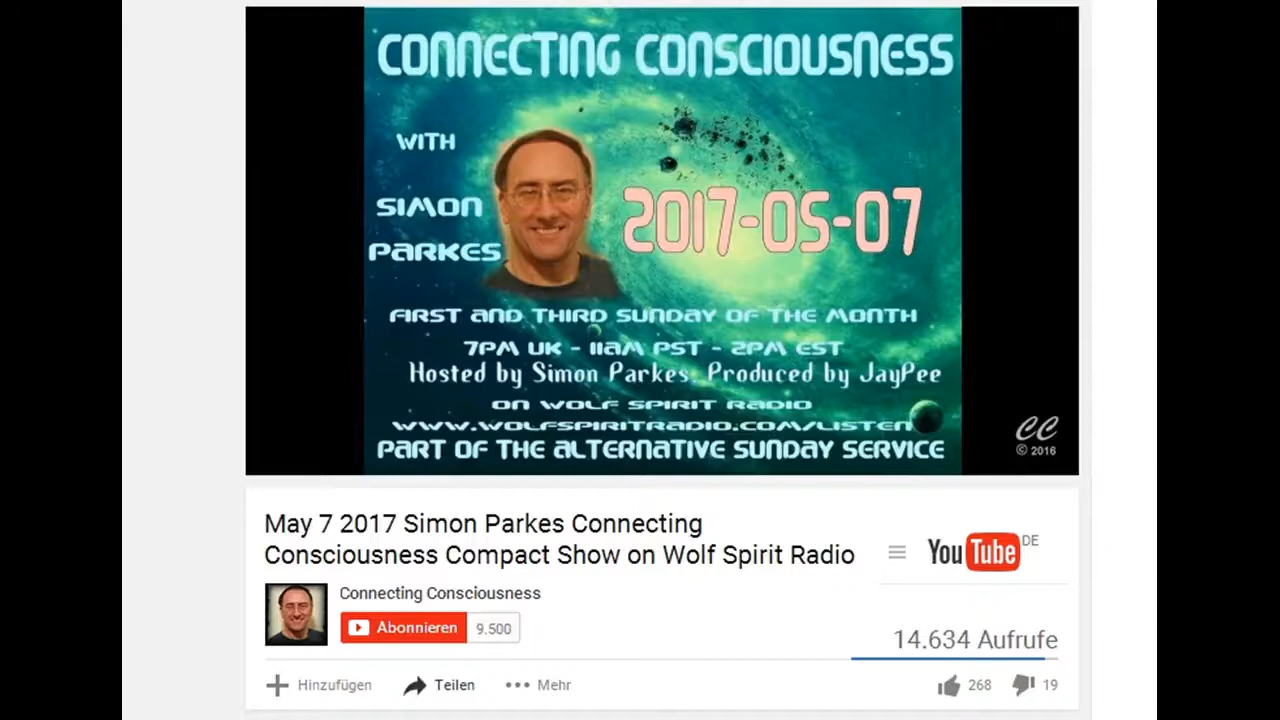 CONNECTING CONSCIOUSNESS
WITH
SIMON
PARKES
2017-05-07
FIRST AND THIRD SUNDAY OF THE MONTH
7PM UK - 11AM PST - 2PM EST
Hosted by Simon Parkes. Produced by JayPee
ON WOLF SPIRIT RADIO
WWW.WOLFSPIRITRADIO.COM/LISTEN
PART OF THE ALTERNATIVE SUNDAY SERVICE
CC
© 2016
May 7 2017 Simon Parkes Connecting
Consciousness Compact Show on Wolf Spirit Radio
YouTube DE
Connecting Consciousness
Abonnieren 9.500
14.634 Aufrufe
Hinzufügen Teilen Mehr 268 19